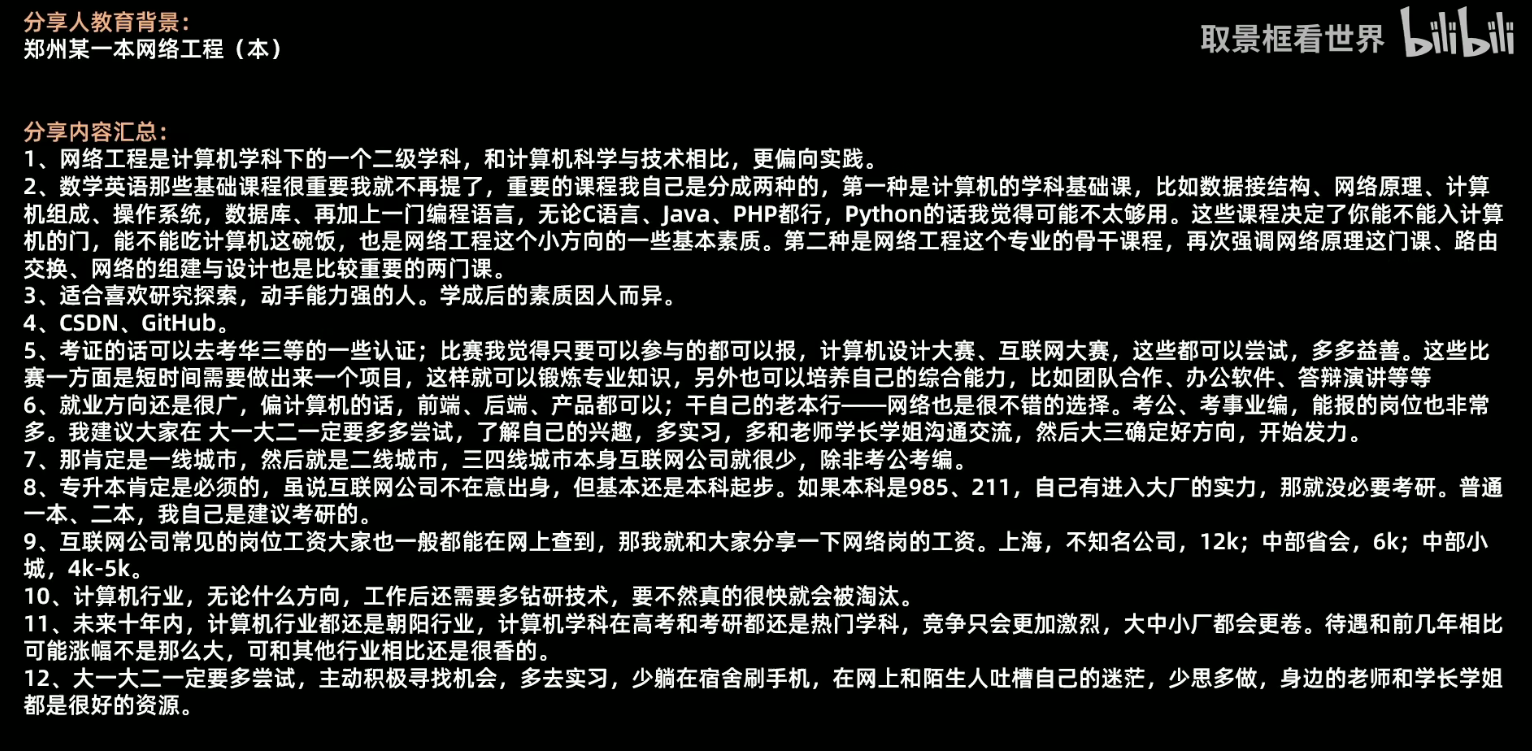 分享人教育背景：
郑州某一本网络工程（本）
取景框看世界 bilibili
分享内容汇总：
1、网络工程是计算机学科下的一个二级学科，和计算机科学与技术相比，更偏向实践。
2、数学英语那些基础课程很重要我就不再提了，重要的课程我自己是分成两种的，第一种是计算机的学科基础课，比如数据接结构、网络原理、计算
机组成、操作系统，数据库、再加上一门编程语言，无论C语言、Java、PHP都行，Python的话我觉得可能不太够用。这些课程决定了你能不能入计算
机的门，能不能吃计算机这碗饭，也是网络工程这个小方向的一些基本素质。第二种是网络工程这个专业的骨干课程，再次强调网络原理这门课、路由
交换、网络的组建与设计也是比较重要的两门课。
3、适合喜欢研究探索，动手能力强的人。学成后的素质因人而异。
4、CSDN、GitHub。
5、考证的话可以去考华三等的一些认证；比赛我觉得只要可以参与的都可以报，计算机设计大赛、互联网大赛，这些都可以尝试，多多益善。这些比
赛一方面是短时间需要做出来一个项目，这样就可以锻炼专业知识，另外也可以培养自己的综合能力，比如团队合作、办公软件、答辩演讲等等
6、就业方向还是很广，偏计算机的话，前端、后端、产品都可以；干自己的老本行——网络也是很不错的选择。考公、考事业编，能报的岗位也非常
多。我建议大家在 大一大二一定要多多尝试，了解自己的兴趣，多实习，多和老师学长学姐沟通交流，然后大三确定好方向，开始发力。
7、那肯定是一线城市，然后就是二线城市，三四线城市本身互联网公司就很少，除非考公考编。
8、专升本肯定是必须的，虽说互联网公司不在意出身，但基本还是本科起步。如果本科是985、211，自己有进入大厂的实力，那就没必要考研。普通
一本、二本，我自己是建议考研的。
9、互联网公司常见的岗位工资大家也一般都能在网上查到，那我就和大家分享一下网络岗的工资。上海，不知名公司，12k；中部省会，6k；中部小
城，4k-5k。
10、计算机行业，无论什么方向，工作后还需要多钻研技术，要不然真的很快就会被淘汰。
11、未来十年内，计算机行业都还是朝阳行业，计算机学科在高考和考研都还是热门学科，竞争只会更加激烈，大中小厂都会更卷。待遇和前几年相比
可能涨幅不是那么大，可和其他行业相比还是很香的。
12、大一大二一定要多尝试，主动积极寻找机会，多去实习，少躺在宿舍刷手机，在网上和陌生人吐槽自己的迷茫，少思多做，身边的老师和学长学姐
都是很好的资源。